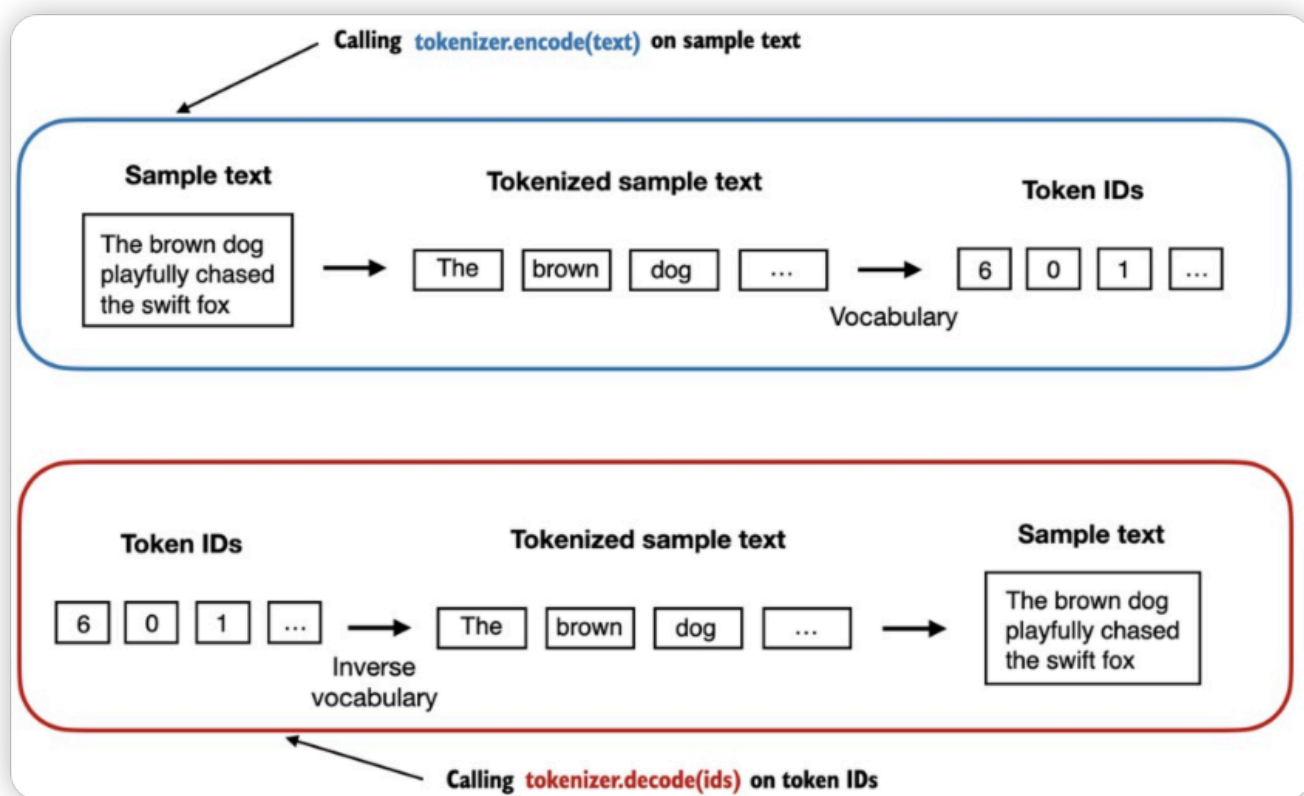 Calling tokenizer.encode(text) on sample text
Sample text
The brown dog
playfully chased
the swift fox
Tokenized sample text
The brown dog ...
Vocabulary
Token IDs
6 0 1 ...
Token IDs
6 0 1 ...
Inverse
vocabulary
Tokenized sample text
The brown dog ...
Sample text
The brown dog
playfully chased
the swift fox
Calling tokenizer.decode(ids) on token IDs